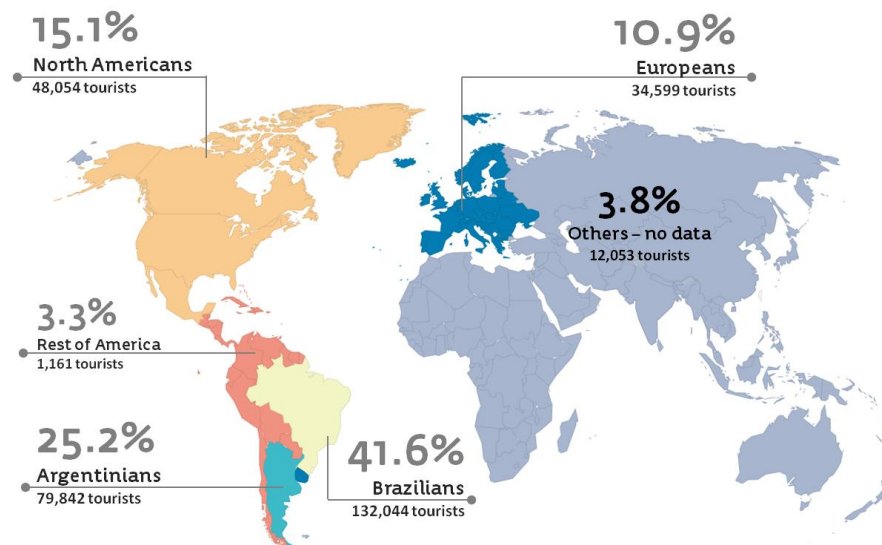 15.1%
North Americans
48,054 tourists
10.9%
Europeans
34,599 tourists
3.8%
Others – no data
12,053 tourists
3.3%
Rest of America
1,161 tourists
25.2%
Argentinians
79,842 tourists
41.6%
Brazilians
132,044 tourists